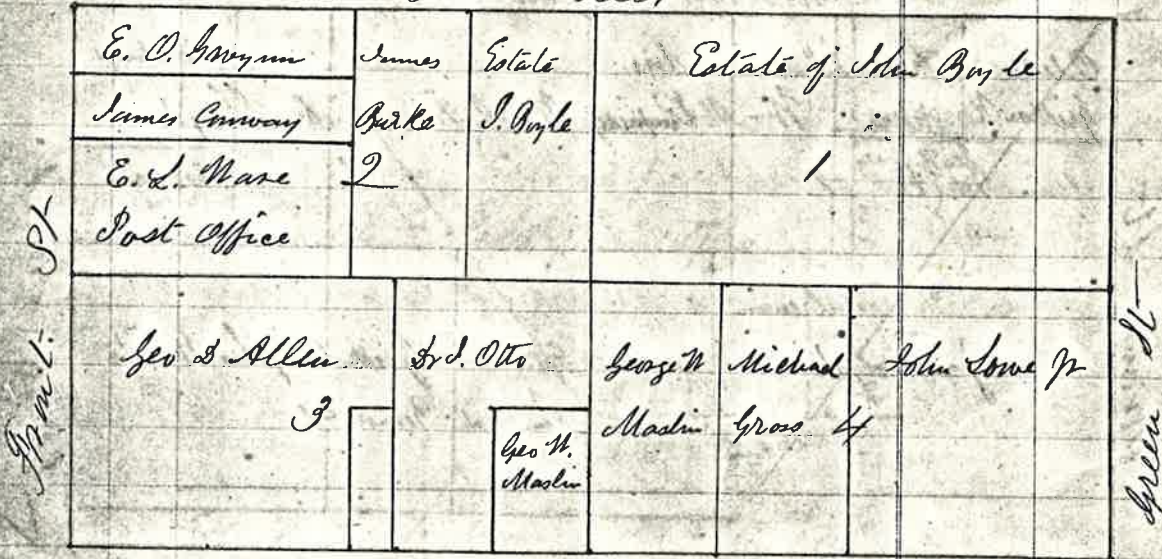 E. O. Gwynn
James Conway
E. L. Ware
Post Office
James
Burke
2
Estate
J. Boyle
Estate of John Boyle
1
St
Geo D Allen
3
Dr J. Otto
Geo W.
Maslin
George W
Maslin
Michael
Gross
4
John Lowe Jr
Green St